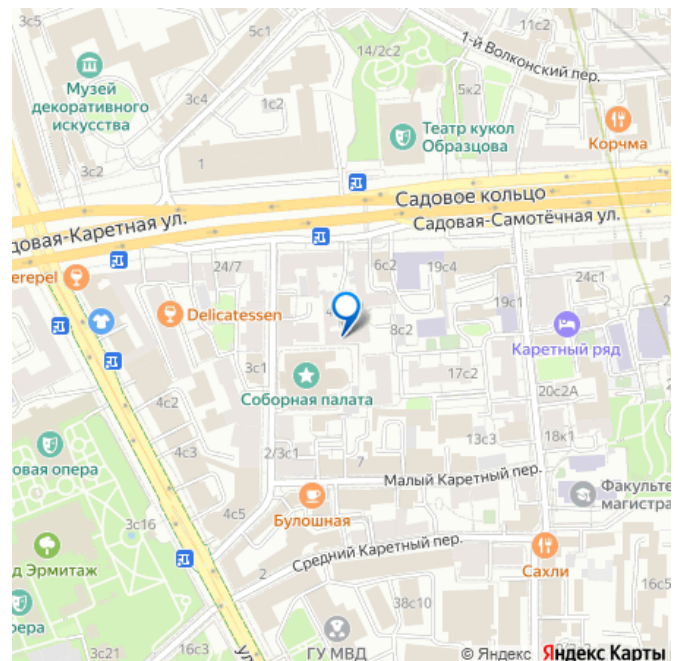 3с5
5с1
14/2с2
11с2
1-й Волконский пер.
Музей
декоративного
искусства
3с4
1с2
5к2
Театр кукол
Образцова
Корчма
3с2
1
Садовое кольцо
довая-Каретная ул.
Садовая-Самотёчная ул.
erepel
24/7
6с2
19с4
24с1
Delicatessen
4
8с2
19с1
Каретный ряд
3с1
Соборная палата
17с2
20с2А
4с2
13с3
18к1
овая опера
4с3
2/3с1
7
Малый Каретный пер.
Факульте
магистра
Булошная
4с5
3с16
Средний Каретный пер.
д Эрмитаж
2
Сахли
16с5
38с10
фера
3с21
16с3
ГУ МВД
© Яндекс Яндекс Карты